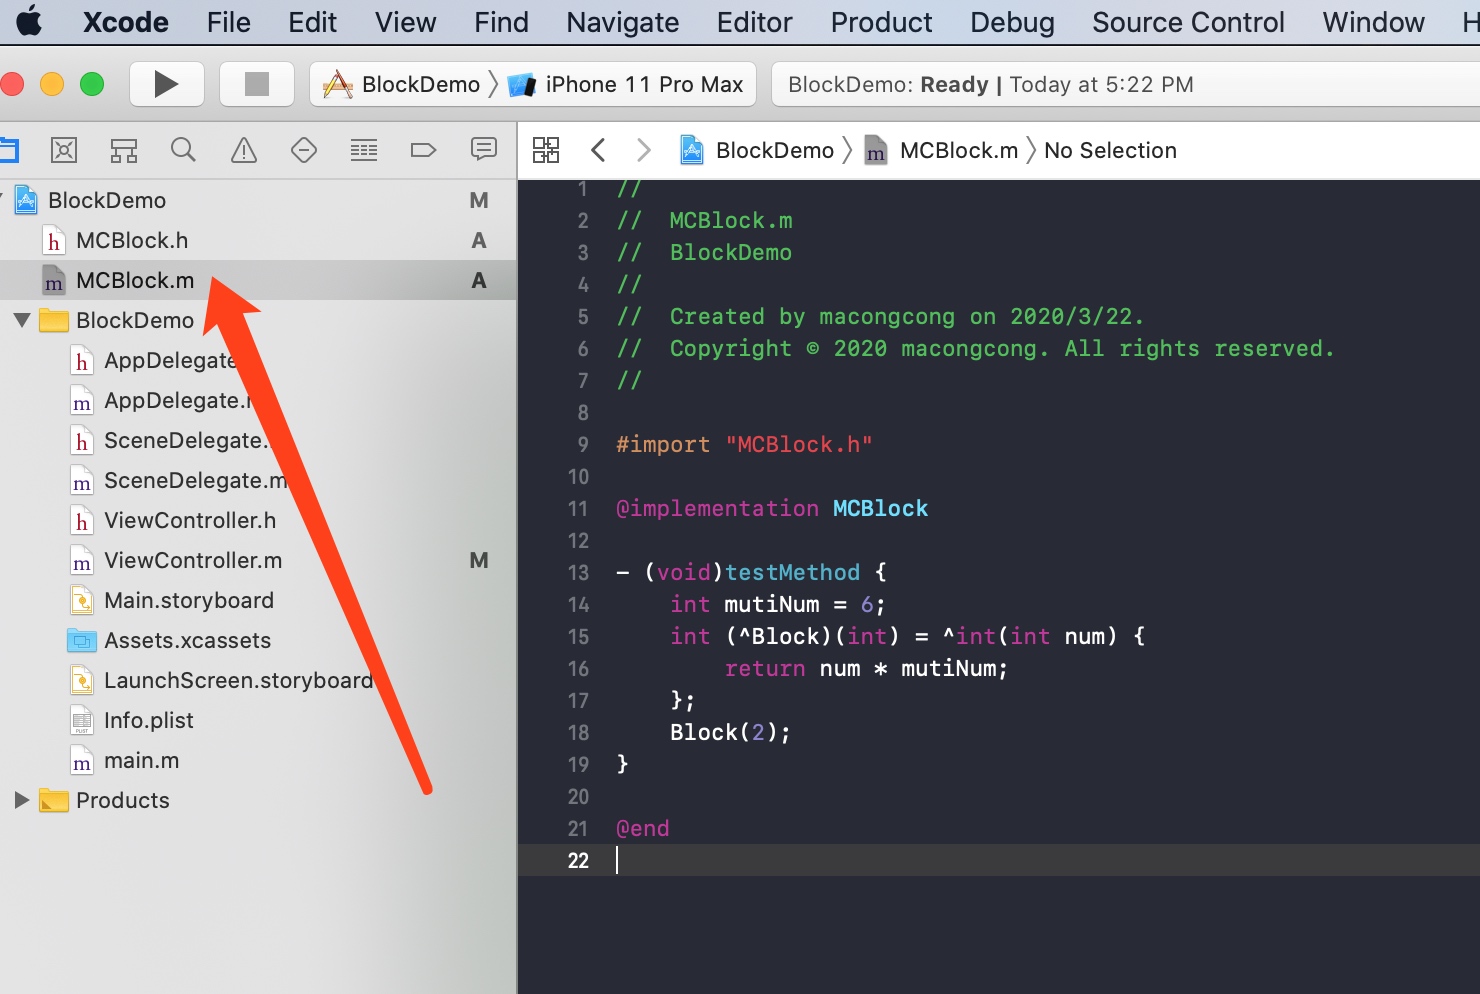 Xcode File Edit View Find Navigate Editor Product Debug Source Control Window
BlockDemo iPhone 11 Pro Max
BlockDemo: Ready | Today at 5:22 PM
BlockDemo MCBlock.m No Selection
BlockDemo M
MCBlock.h A
MCBlock.m A
BlockDemo
AppDelegate
AppDelegate.
SceneDelegate.
SceneDelegate.m
ViewController.h
ViewController.m M
Main.storyboard
Assets.xcassets
LaunchScreen.storyboard
Info.plist
main.m
Products
1 //
2 //  MCBlock.m
3 //  BlockDemo
4 //
5 //  Created by macongcong on 2020/3/22.
6 //  Copyright © 2020 macongcong. All rights reserved.
7 //
8
9 #import "MCBlock.h"
10
11 @implementation MCBlock
12
13 - (void)testMethod {
14     int mutiNum = 6;
15     int (^Block)(int) = ^int(int num) {
16         return num * mutiNum;
17     };
18     Block(2);
19 }
20
21 @end
22